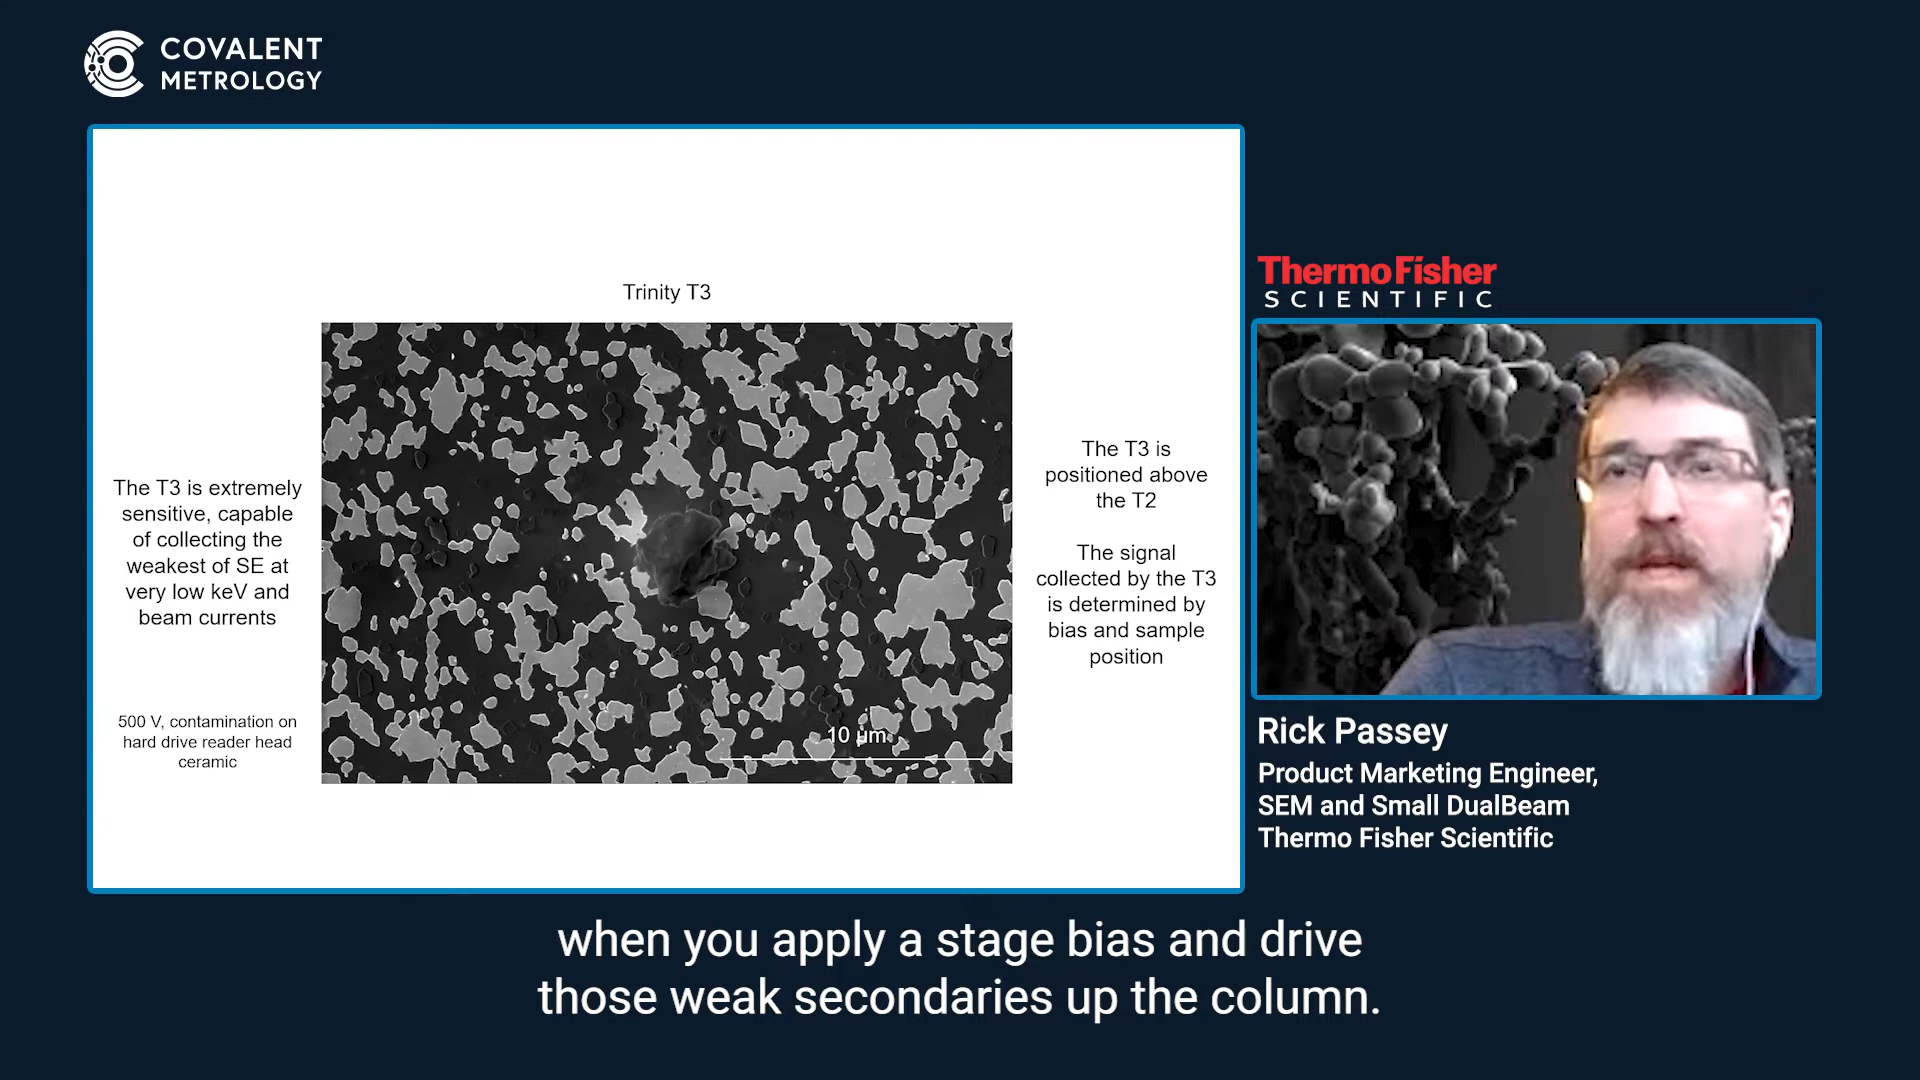 COVALENT
METROLOGY
Trinity T3
The T3 is extremely
sensitive, capable
of collecting the
weakest of SE at
very low keV and
beam currents
500 V, contamination on
hard drive reader head
ceramic
10 µm
The T3 is
positioned above
the T2
The signal
collected by the T3
is determined by
bias and sample
position
ThermoFisher
SCIENTIFIC
Rick Passey
Product Marketing Engineer,
SEM and Small DualBeam
Thermo Fisher Scientific
when you apply a stage bias and drive
those weak secondaries up the column.